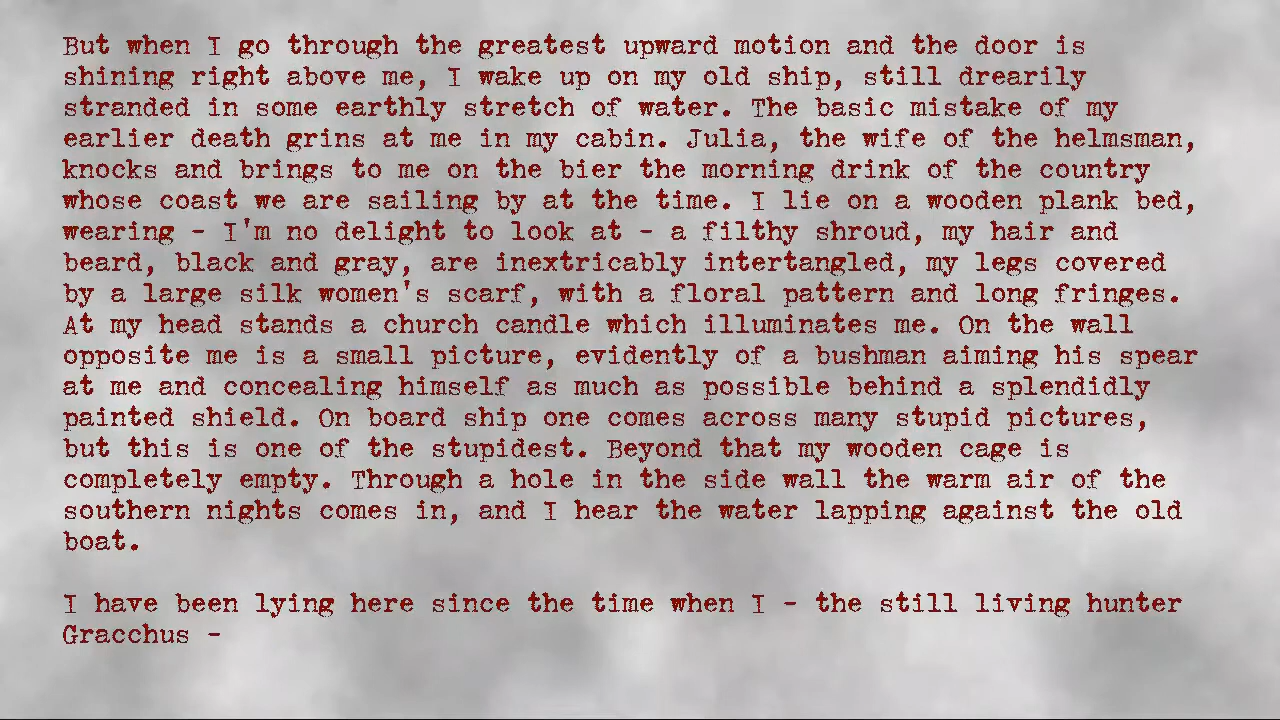 But when I go through the greatest upward motion and the door is
shining right above me, I wake up on my old ship, still drearily
stranded in some earthly stretch of water. The basic mistake of my
earlier death grins at me in my cabin. Julia, the wife of the helmsman,
knocks and brings to me on the bier the morning drink of the country
whose coast we are sailing by at the time. I lie on a wooden plank bed,
wearing - I'm no delight to look at - a filthy shroud, my hair and
beard, black and gray, are inextricably intertangled, my legs covered
by a large silk women's scarf, with a floral pattern and long fringes.
At my head stands a church candle which illuminates me. On the wall
opposite me is a small picture, evidently of a bushman aiming his spear
at me and concealing himself as much as possible behind a splendidly
painted shield. On board ship one comes across many stupid pictures,
but this is one of the stupidest. Beyond that my wooden cage is
completely empty. Through a hole in the side wall the warm air of the
southern nights comes in, and I hear the water lapping against the old
boat.
I have been lying here since the time when I - the still living hunter
Gracchus -